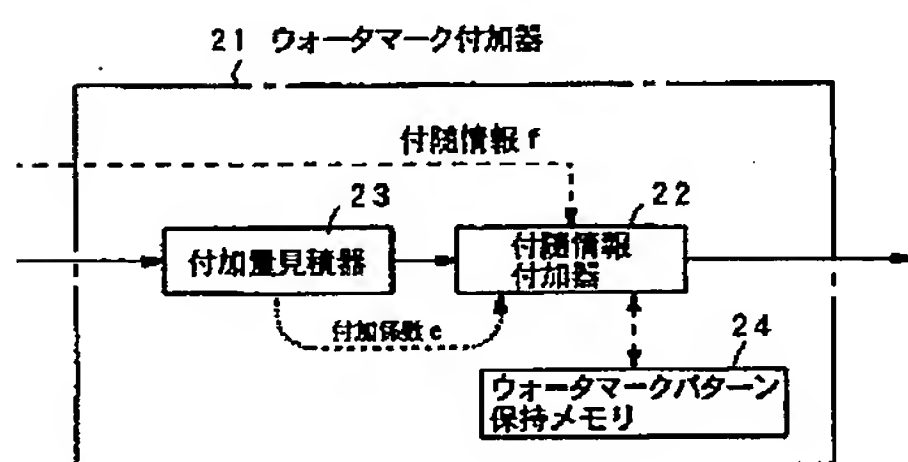 21 ウォータマーク付加器
付随情報 f
23
22
付加量見積器
付随情報
付加器
付加係数 e
24
ウォータマークパターン
保持メモリ